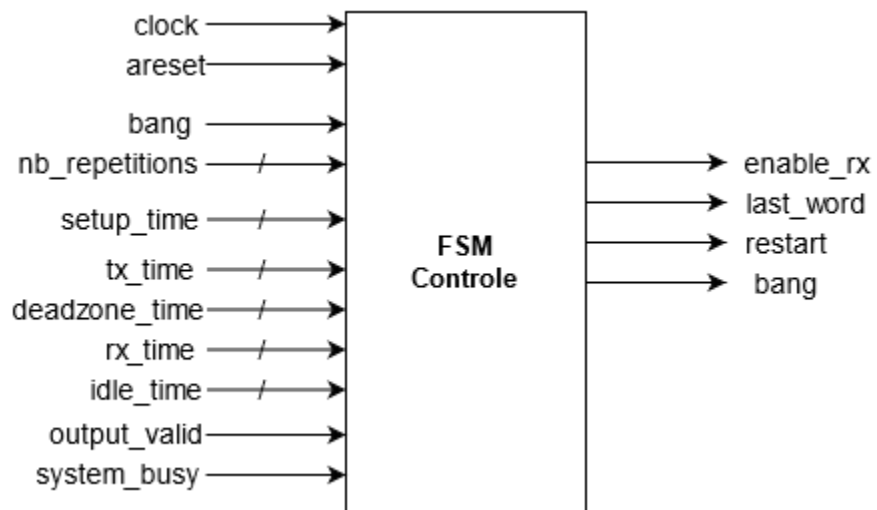 clock
areset
bang
nb_repetitions
setup_time
tx_time
deadzone_time
rx_time
idle_time
output_valid
system_busy
FSM
Controle
enable_rx
last_word
restart
bang